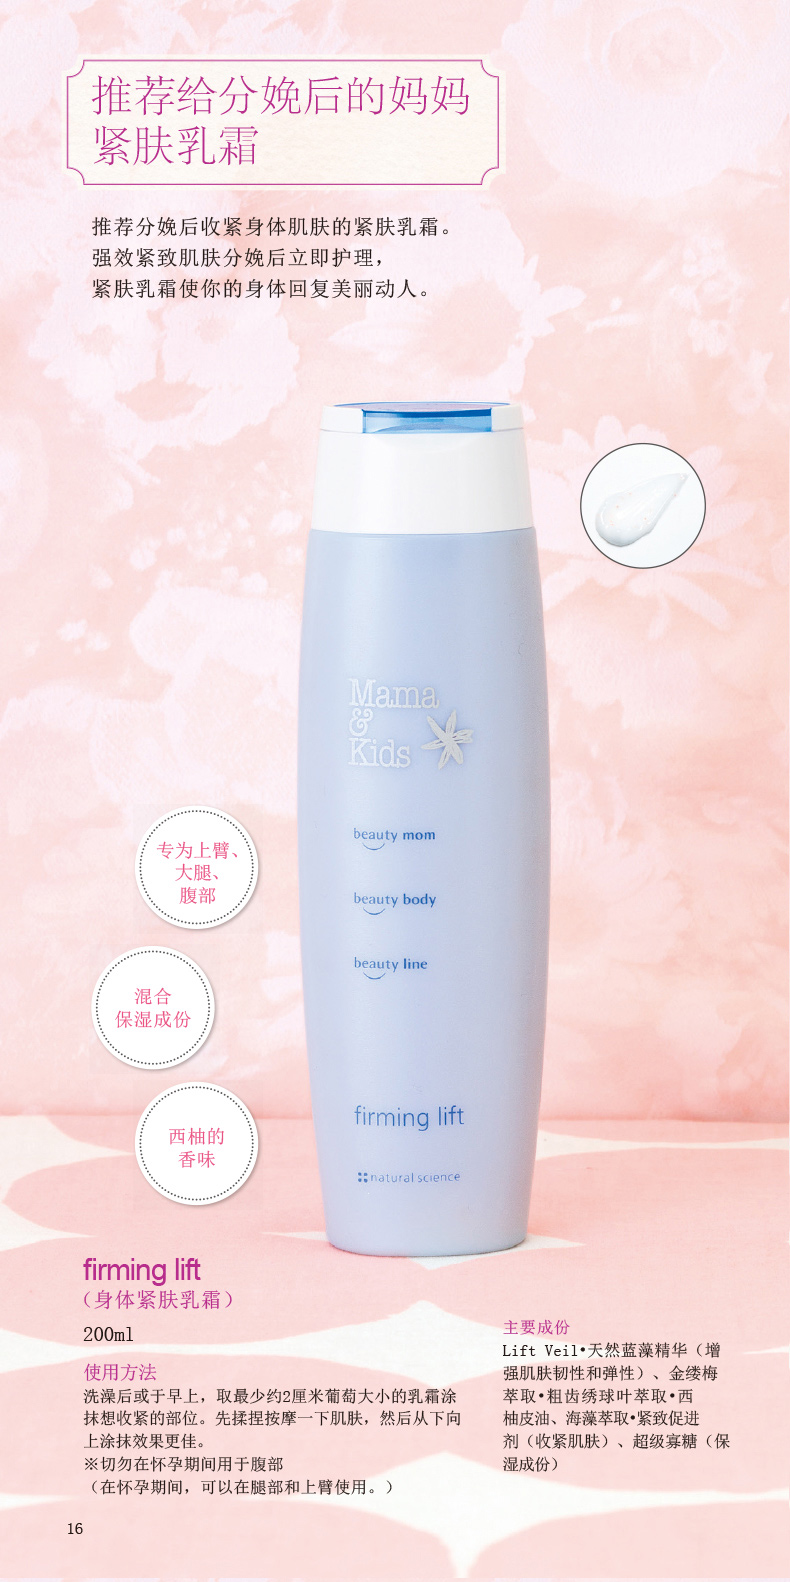 推荐给分娩后的妈妈
紧肤乳霜
推荐分娩后收紧身体肌肤的紧肤乳霜。
强效紧致肌肤分娩后立即护理，
紧肤乳霜使你的身体回复美丽动人。
Mama
&
Kids
beauty mom
beauty body
beauty line
firming lift
natural science
专为上臂、
大腿、
腹部
混合
保湿成份
西柚的
香味
firming lift
（身体紧肤乳霜）
200ml
使用方法
洗澡后或于早上，取最少约2厘米葡萄大小的乳霜涂
抹想收紧的部位。先揉捏按摩一下肌肤，然后从下向
上涂抹效果更佳。
※切勿在怀孕期间用于腹部
（在怀孕期间，可以在腿部和上臂使用。）
主要成份
Lift Veil•天然蓝藻精华（增
强肌肤韧性和弹性）、金缕梅
萃取•粗齿绣球叶萃取•西
柚皮油、海藻萃取•紧致促进
剂（收紧肌肤）、超级寡糖（保
湿成份）
16